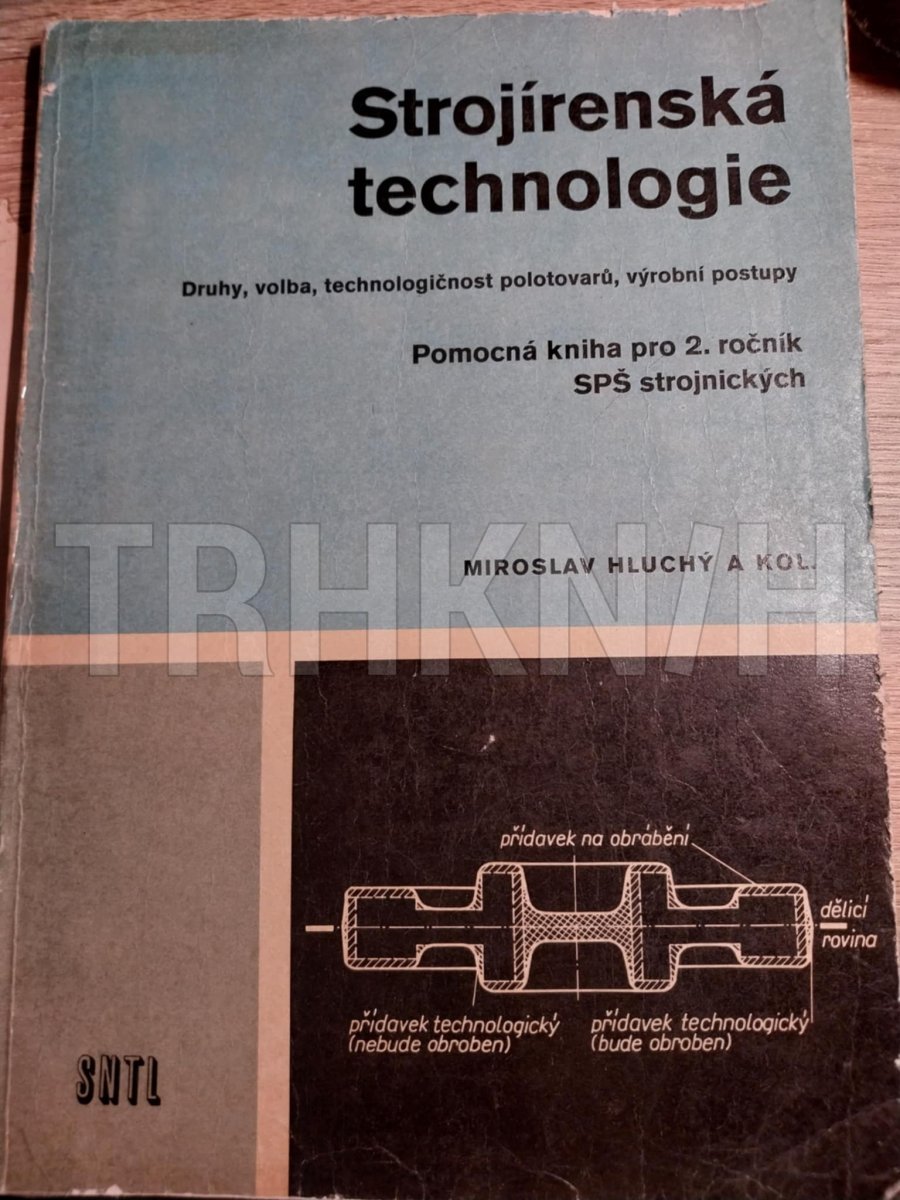 Strojírenská
technologie
Druhy, volba, technologičnost polotovarů, výrobní postupy
Pomocná kniha pro 2. ročník
SPŠ strojnických
MIROSLAV HLUCHÝ A KOL.
TRHKNIH
přídavek na obrábění
dělicí
rovina
přídavek technologický
(nebude obroben)
přídavek technologický
(bude obroben)
SNTL